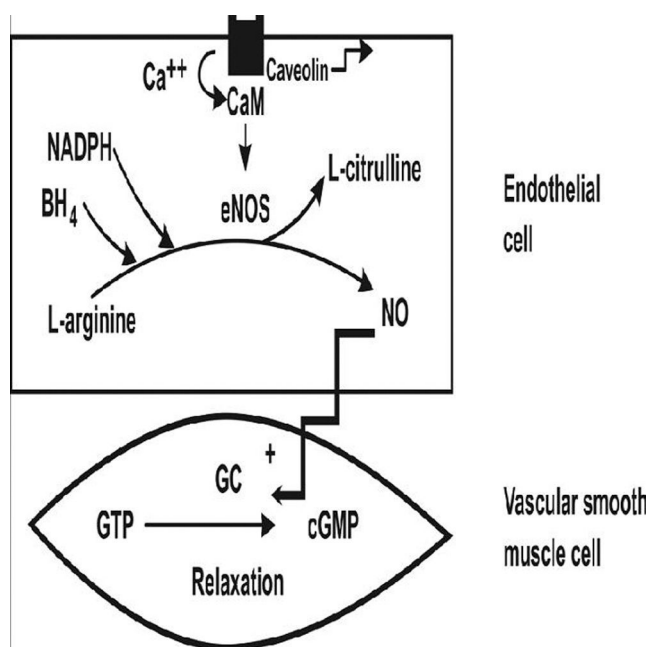 Ca++
Caveolin
CaM
NADPH
L-citrulline
BH4
eNOS
Endothelial
cell
L-arginine
NO
+
GC
GTP
cGMP
Vascular smooth
muscle cell
Relaxation